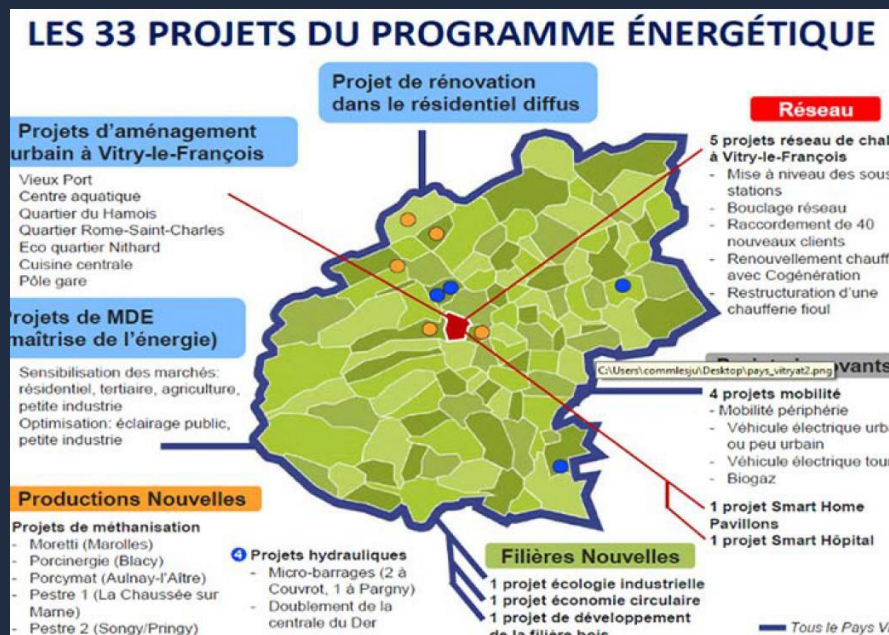 LES 33 PROJETS DU PROGRAMME ÉNERGÉTIQUE
Projet de rénovation
dans le résidentiel diffus
Projets d'aménagement
urbain à Vitry-le-François
Vieux Port
Centre aquatique
Quartier du Hamois
Quartier Rome-Saint-Charles
Eco quartier Nithard
Cuisine centrale
Pôle gare
Projets de MDE
maîtrise de l'énergie)
Sensibilisation des marchés:
résidentiel, tertiaire, agriculture,
petite industrie
Optimisation: éclairage public,
petite industrie
Réseau
5 projets réseau de chal
à Vitry-le-François
- Mise à niveau des sous
stations
- Bouclage réseau
- Raccordement de 40
nouveaux clients
- Renouvellement chauff
avec Cogénération
- Restructuration d'une
chaufferie fioul
C:\Users\commlesju\Desktop\pays_vitryat2.png
vants
4 projets mobilité
- Mobilité périphérie
- Véhicule électrique urba
ou peu urbain
- Véhicule électrique tour
- Biogaz
1 projet Smart Home
Pavillons
1 projet Smart Hôpital
Productions Nouvelles
Projets de méthanisation
- Moretti (Marolles)
- Porcinergie (Blacy)
- Porcymat (Aulnay-l'Aître)
- Pestre 1 (La Chaussée sur
Marne)
- Pestre 2 (Songy/Pringy)
4 Projets hydrauliques
- Micro-barrages (2 à
Couvrot, 1 à Pargny)
- Doublement de la
centrale du Der
Filières Nouvelles
1 projet écologie industrielle
1 projet économie circulaire
1 projet de développement
de la filière bois
Tous le Pays V